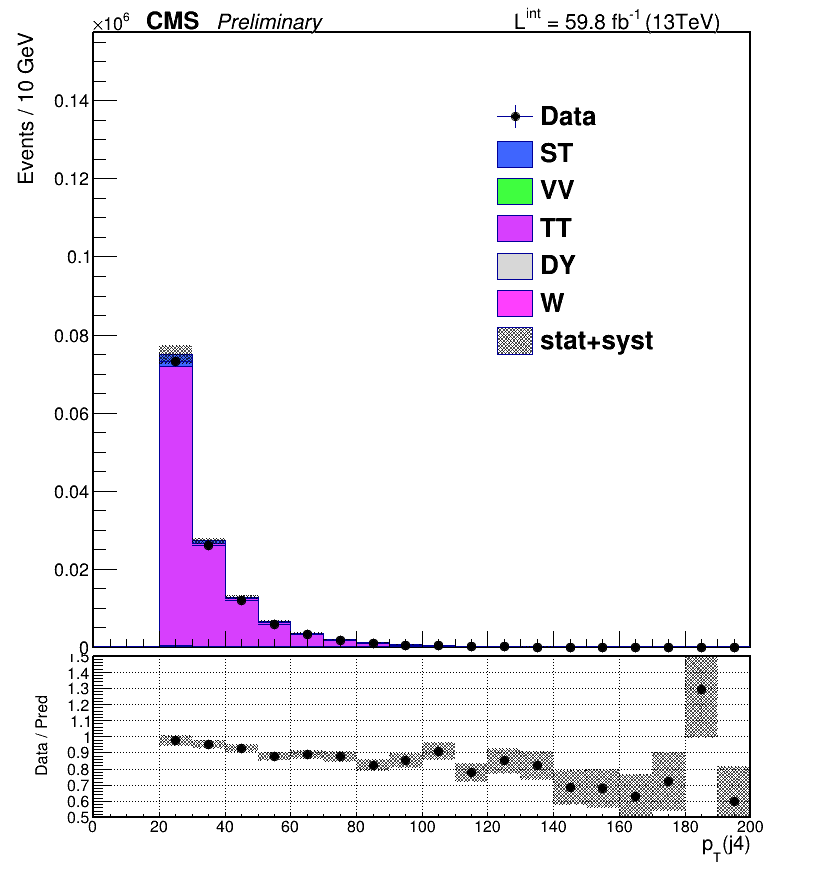 ×10⁶ CMS Preliminary L^int = 59.8 fb⁻¹ (13TeV)
Events / 10 GeV
0.14
0.12
0.1
0.08
0.06
0.04
0.02
0
Data
ST
VV
TT
DY
W
stat+syst
Data / Pred
1.5
1.4
1.3
1.2
1.1
1
0.9
0.8
0.7
0.6
0.5
0 20 40 60 80 100 120 140 160 180 200
p_T(j4)